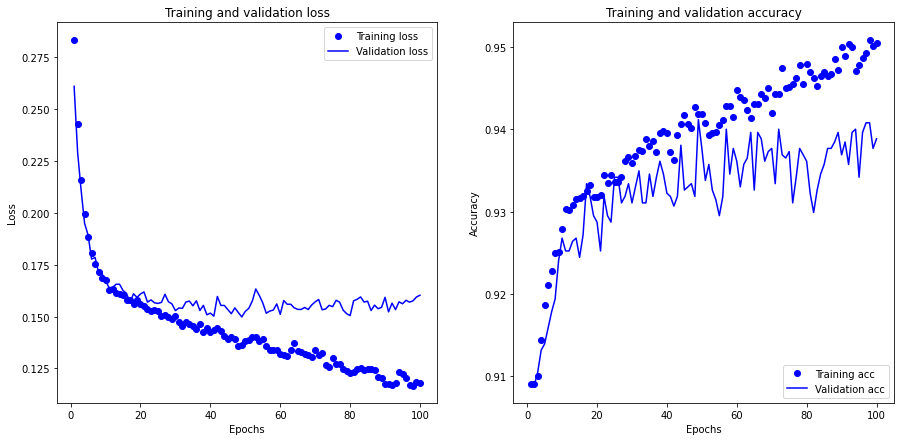 Training and validation loss
Training loss
Validation loss
0.275
0.250
0.225
0.200
0.175
0.150
0.125
Loss
0 20 40 60 80 100
Epochs
Training and validation accuracy
0.95
0.94
0.93
0.92
0.91
Accuracy
Training acc
Validation acc
0 20 40 60 80 100
Epochs